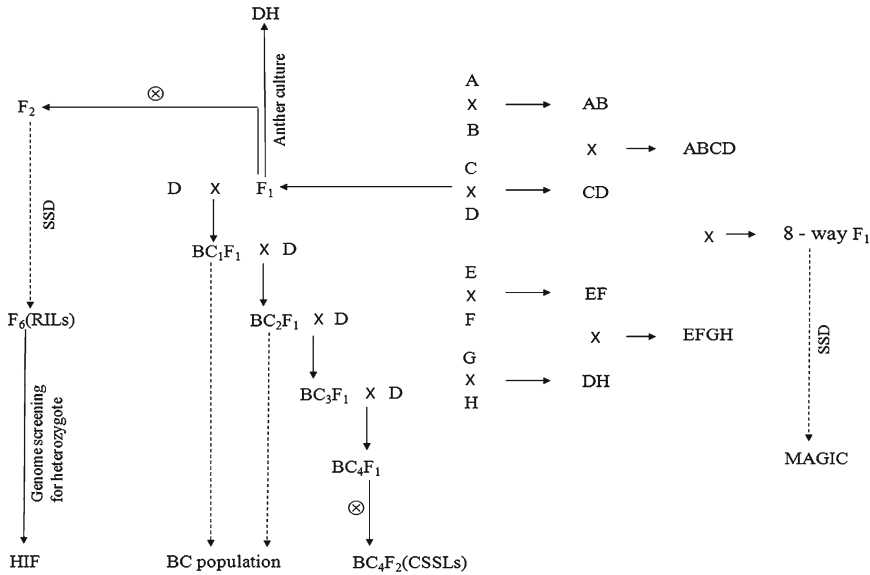 DH
Anther culture
F₂
⊗
F₁
D X
SSD
BC₁F₁ X D
F₆(RILs)
BC₂F₁ X D
BC₃F₁ X D
BC₄F₁
Genome screening
for heterozygote
⊗
HIF
BC population
BC₄F₂(CSSLs)
A
X
B
AB
C
X
D
CD
X
ABCD
E
X
F
EF
G
X
H
DH
X
EFGH
X
8 - way F₁
SSD
MAGIC